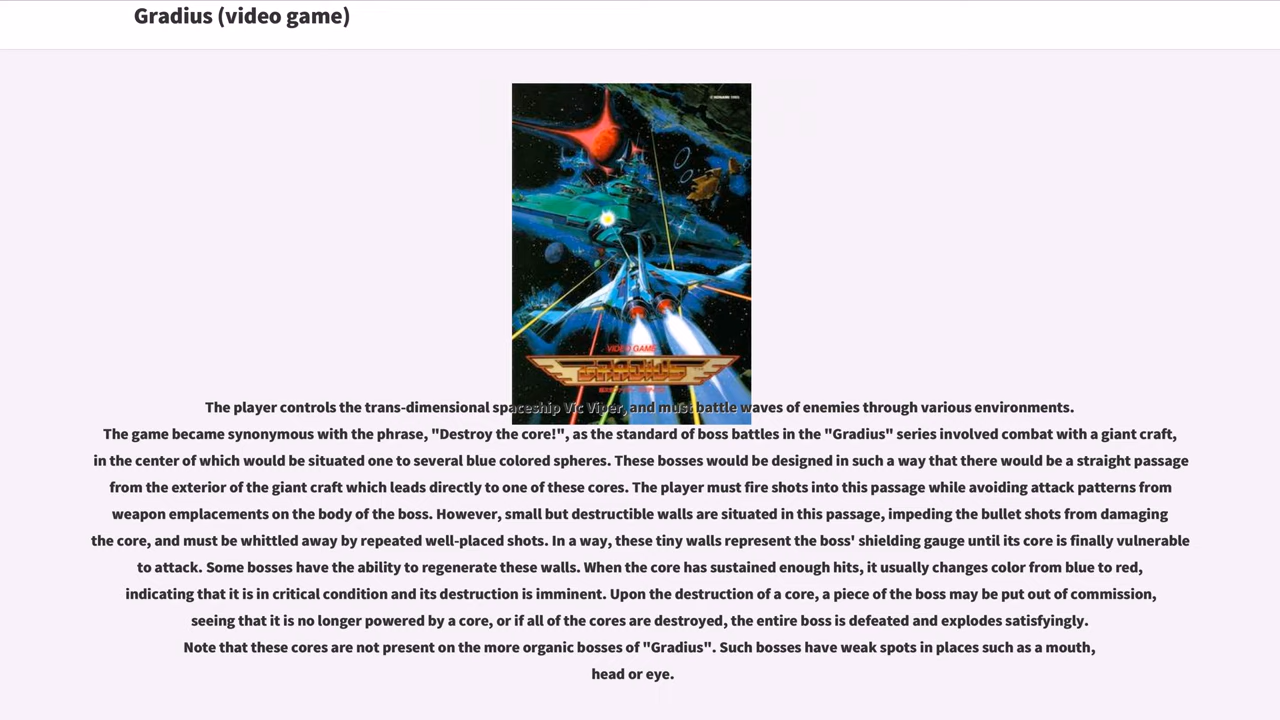 Gradius (video game)
© KONAMI 1985
VIDEO GAME
GRADIUS
The player controls the trans-dimensional spaceship Vic Viper, and must battle waves of enemies through various environments.
The game became synonymous with the phrase, "Destroy the core!", as the standard of boss battles in the "Gradius" series involved combat with a giant craft,
in the center of which would be situated one to several blue colored spheres. These bosses would be designed in such a way that there would be a straight passage
from the exterior of the giant craft which leads directly to one of these cores. The player must fire shots into this passage while avoiding attack patterns from
weapon emplacements on the body of the boss. However, small but destructible walls are situated in this passage, impeding the bullet shots from damaging
the core, and must be whittled away by repeated well-placed shots. In a way, these tiny walls represent the boss' shielding gauge until its core is finally vulnerable
to attack. Some bosses have the ability to regenerate these walls. When the core has sustained enough hits, it usually changes color from blue to red,
indicating that it is in critical condition and its destruction is imminent. Upon the destruction of a core, a piece of the boss may be put out of commission,
seeing that it is no longer powered by a core, or if all of the cores are destroyed, the entire boss is defeated and explodes satisfyingly.
Note that these cores are not present on the more organic bosses of "Gradius". Such bosses have weak spots in places such as a mouth,
head or eye.